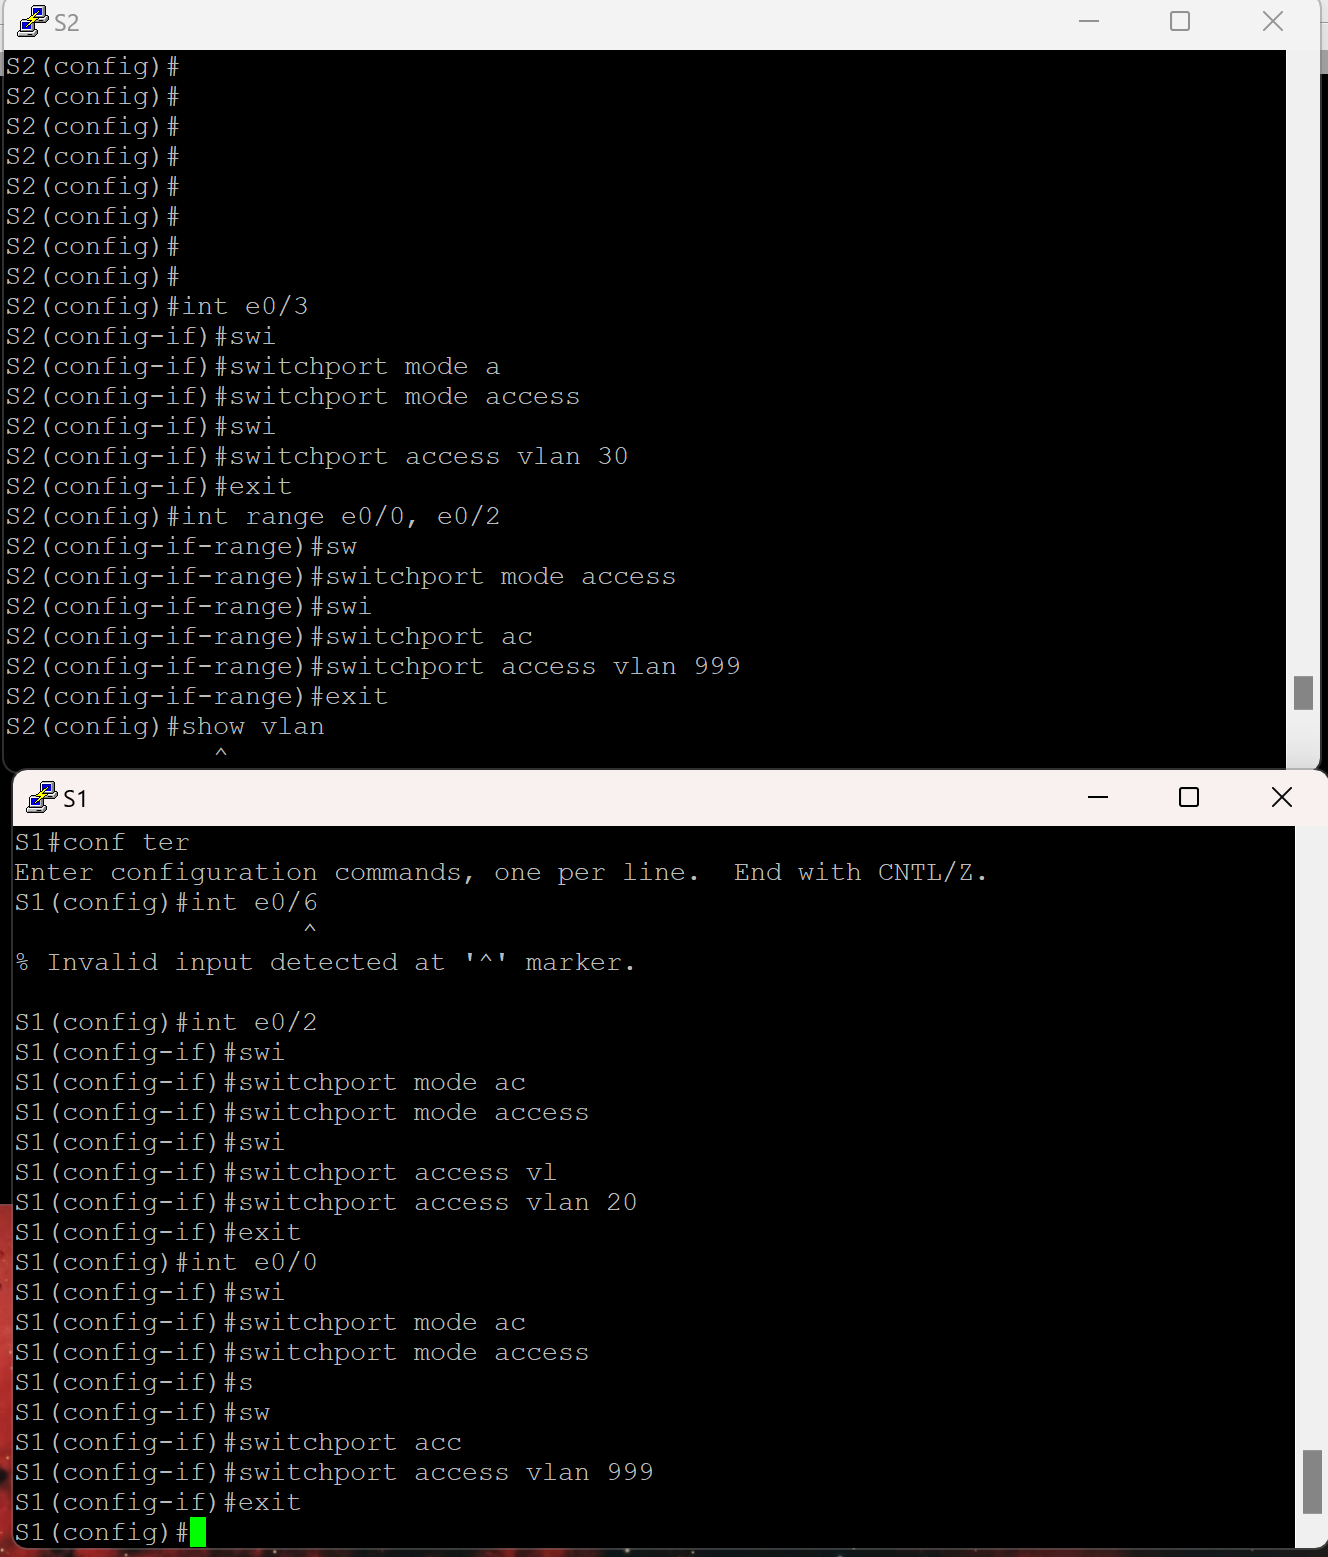 S2
S2(config)#
S2(config)#
S2(config)#
S2(config)#
S2(config)#
S2(config)#
S2(config)#
S2(config)#
S2(config)#int e0/3
S2(config-if)#swi
S2(config-if)#switchport mode a
S2(config-if)#switchport mode access
S2(config-if)#swi
S2(config-if)#switchport access vlan 30
S2(config-if)#exit
S2(config)#int range e0/0, e0/2
S2(config-if-range)#sw
S2(config-if-range)#switchport mode access
S2(config-if-range)#swi
S2(config-if-range)#switchport ac
S2(config-if-range)#switchport access vlan 999
S2(config-if-range)#exit
S2(config)#show vlan
^
S1
S1#conf ter
Enter configuration commands, one per line.  End with CNTL/Z.
S1(config)#int e0/6
^
% Invalid input detected at '^' marker.
S1(config)#int e0/2
S1(config-if)#swi
S1(config-if)#switchport mode ac
S1(config-if)#switchport mode access
S1(config-if)#swi
S1(config-if)#switchport access vl
S1(config-if)#switchport access vlan 20
S1(config-if)#exit
S1(config)#int e0/0
S1(config-if)#swi
S1(config-if)#switchport mode ac
S1(config-if)#switchport mode access
S1(config-if)#s
S1(config-if)#sw
S1(config-if)#switchport acc
S1(config-if)#switchport access vlan 999
S1(config-if)#exit
S1(config)#